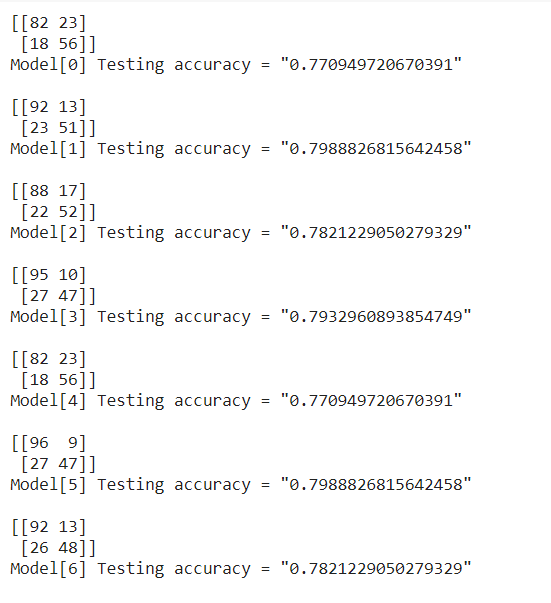 [[82 23]
 [18 56]]
Model[0] Testing accuracy = "0.770949720670391"
[[92 13]
 [23 51]]
Model[1] Testing accuracy = "0.7988826815642458"
[[88 17]
 [22 52]]
Model[2] Testing accuracy = "0.7821229050279329"
[[95 10]
 [27 47]]
Model[3] Testing accuracy = "0.7932960893854749"
[[82 23]
 [18 56]]
Model[4] Testing accuracy = "0.770949720670391"
[[96  9]
 [27 47]]
Model[5] Testing accuracy = "0.7988826815642458"
[[92 13]
 [26 48]]
Model[6] Testing accuracy = "0.7821229050279329"